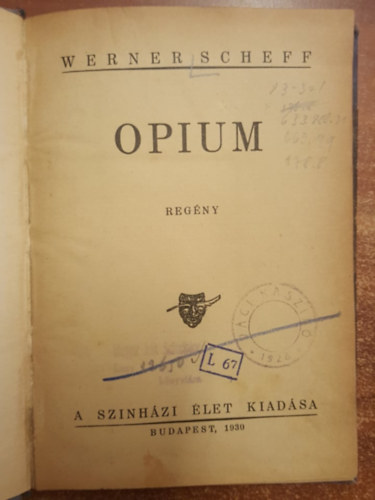 WERNER SCHEFF
OPIUM
REGÉNY
L 67
A SZINHÁZI ÉLET KIADÁSA
BUDAPEST, 1930